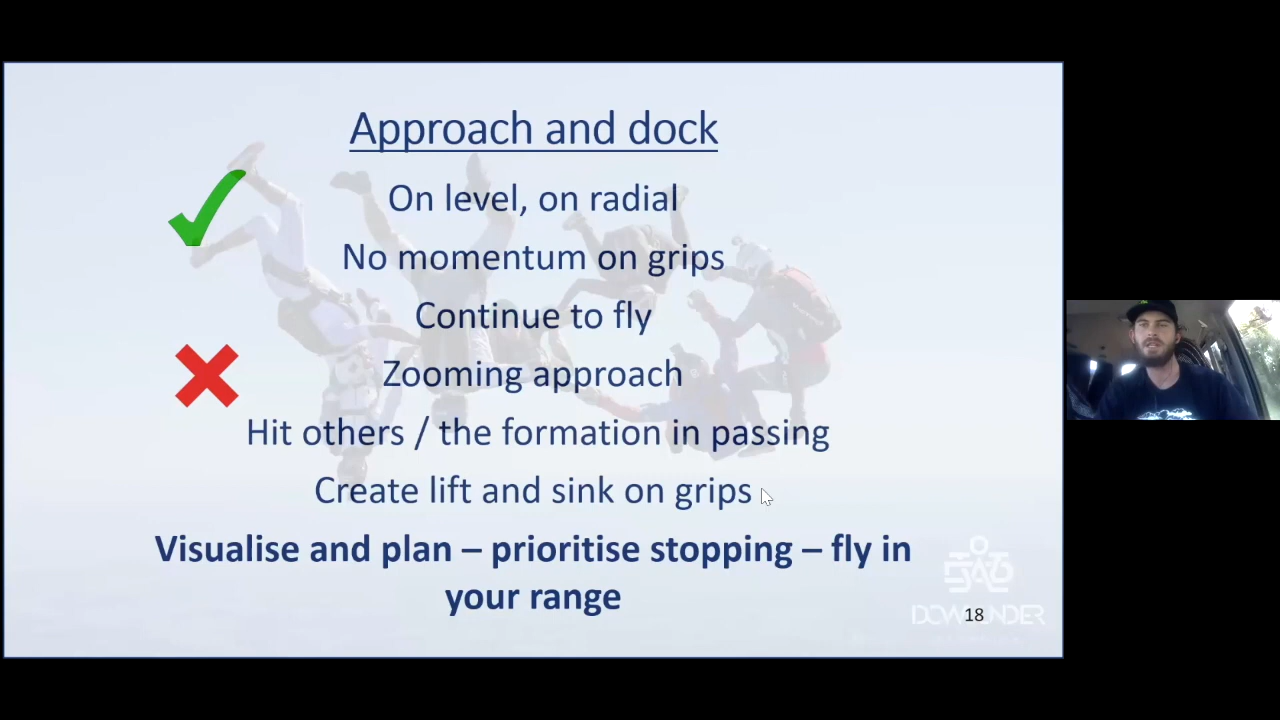 Approach and dock
On level, on radial
No momentum on grips
Continue to fly
Zooming approach
Hit others / the formation in passing
Create lift and sink on grips
Visualise and plan – prioritise stopping – fly in
your range
DOWNUNDER
18